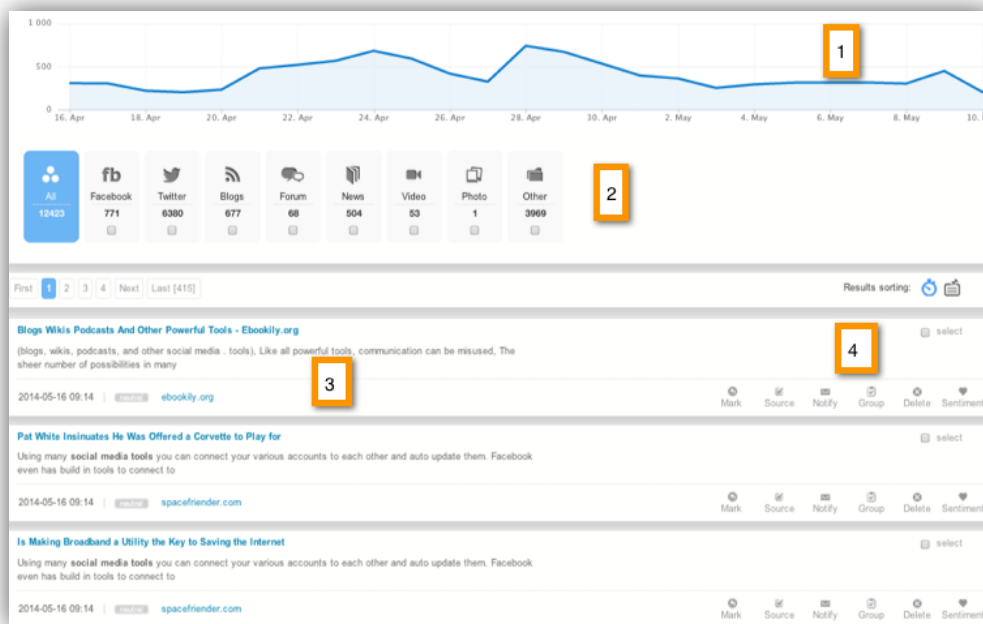 1 000
500
0
16. Apr 18. Apr 20. Apr 22. Apr 24. Apr 26. Apr 28. Apr 30. Apr 2. May 4. May 6. May 8. May 10.
1
All Facebook Twitter Blogs Forum News Video Photo Other
12423 771 6380 677 68 504 53 1 3969
2
First 1 2 3 4 Next Last [415] Results sorting:
Blogs Wikis Podcasts And Other Powerful Tools - Ebookily.org select
(blogs, wikis, podcasts, and other social media . tools), Like all powerful tools, communication can be misused, The
sheer number of possibilities in many
3
4
2014-05-16 09:14 | neutral ebookily.org Mark Source Notify Group Delete Sentiment
Pat White Insinuates He Was Offered a Corvette to Play for select
Using many social media tools you can connect your various accounts to each other and auto update them. Facebook
even has build in tools to connect to
2014-05-16 09:14 | neutral spacefriender.com Mark Source Notify Group Delete Sentiment
Is Making Broadband a Utility the Key to Saving the Internet select
Using many social media tools you can connect your various accounts to each other and auto update them. Facebook
even has build in tools to connect to
2014-05-16 09:14 | neutral spacefriender.com Mark Source Notify Group Delete Sentiment